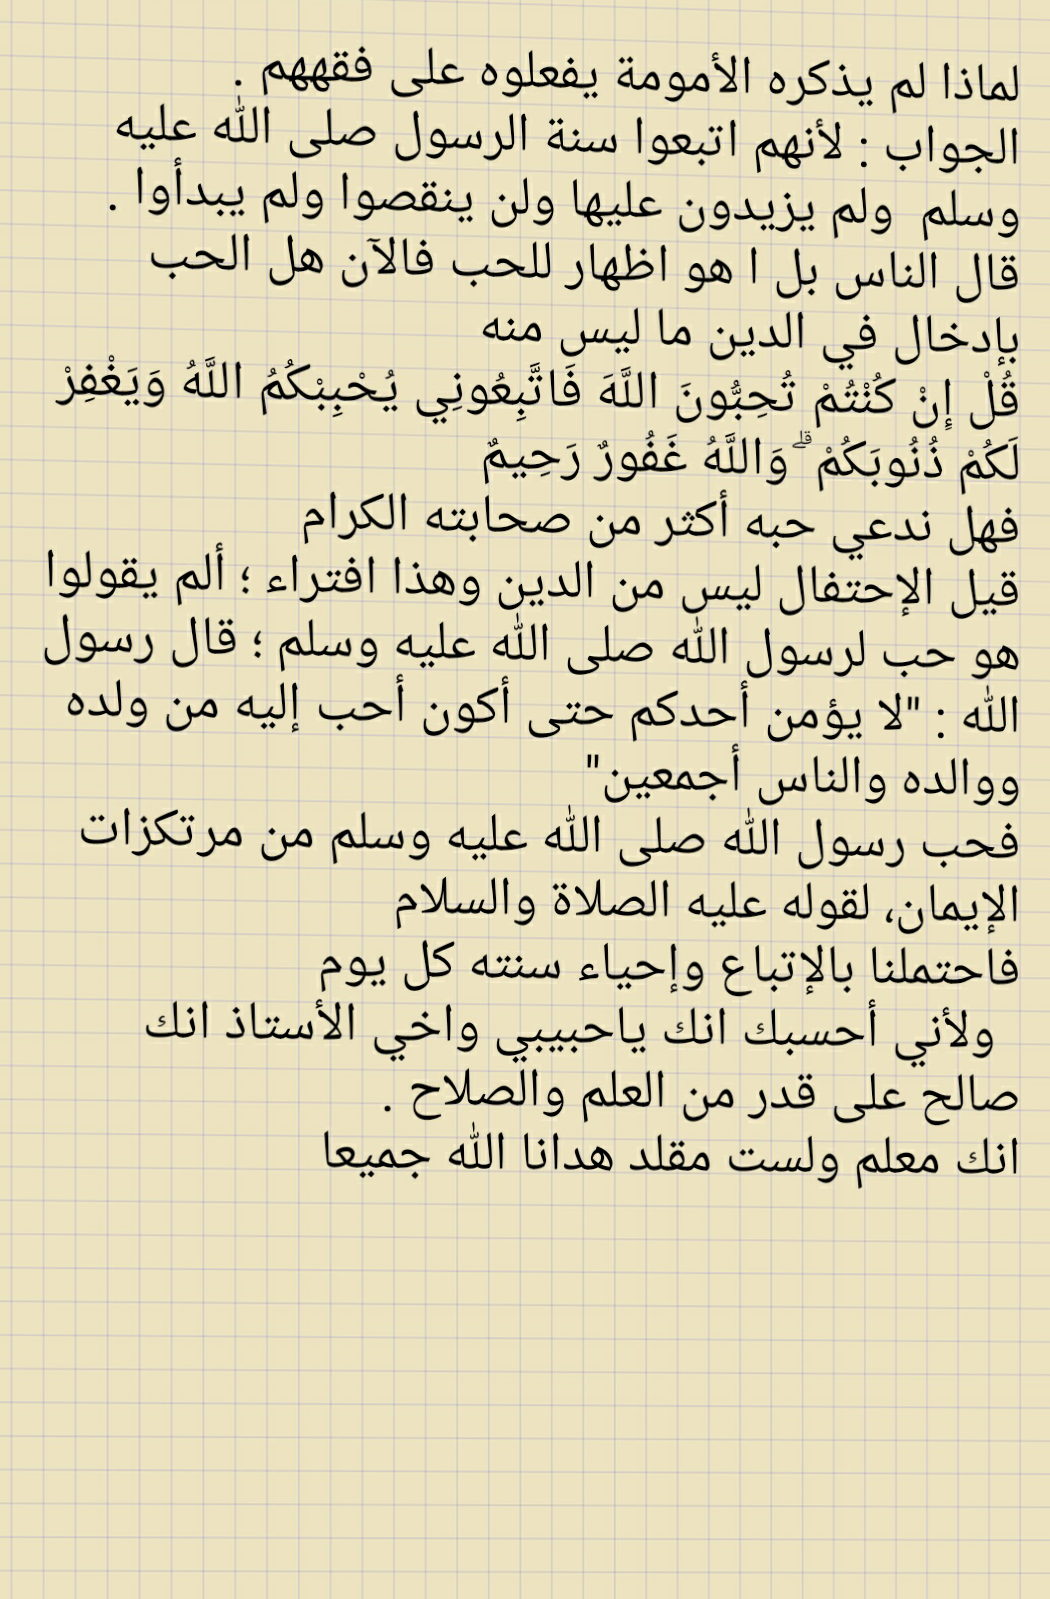 لماذا لم يذكره الأمومة يفعلوه على فقههم .
الجواب : لأنهم اتبعوا سنة الرسول صلى الله عليه
وسلم ولم يزيدون عليها ولن ينقصوا ولم يبدأوا .
قال الناس بل ا هو اظهار للحب فالآن هل الحب
بإدخال في الدين ما ليس منه
قُلْ إِنْ كُنْتُمْ تُحِبُّونَ اللَّهَ فَاتَّبِعُونِي يُحْبِبْكُمُ اللَّهُ وَيَغْفِرْ
لَكُمْ ذُنُوبَكُمْ ۗ وَاللَّهُ غَفُورٌ رَحِيمٌ
فهل ندعي حبه أكثر من صحابته الكرام
قيل الإحتفال ليس من الدين وهذا افتراء ؛ ألم يقولوا
هو حب لرسول الله صلى الله عليه وسلم ؛ قال رسول
الله : "لا يؤمن أحدكم حتى أكون أحب إليه من ولده
ووالده والناس أجمعين"
فحب رسول الله صلى الله عليه وسلم من مرتكزات
الإيمان، لقوله عليه الصلاة والسلام
فاحتملنا بالإتباع وإحياء سنته كل يوم
ولأني أحسبك انك ياحبيبي واخي الأستاذ انك
صالح على قدر من العلم والصلاح .
انك معلم ولست مقلد هدانا الله جميعا